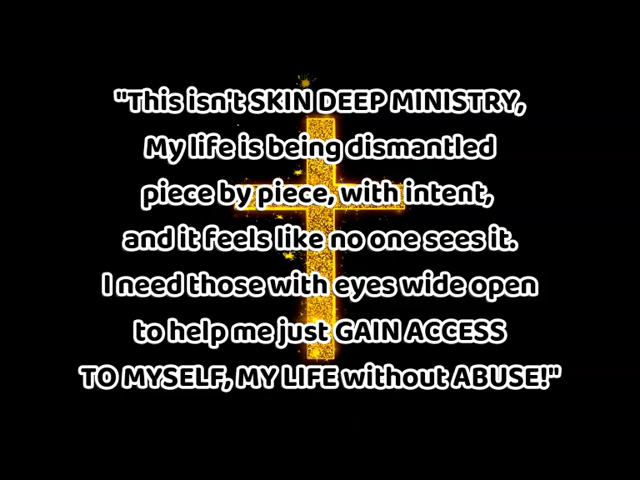 "This isn't SKIN DEEP MINISTRY,
My life is being dismantled
piece by piece, with intent,
and it feels like no one sees it.
I need those with eyes wide open
to help me just GAIN ACCESS
TO MYSELF, MY LIFE without ABUSE!"